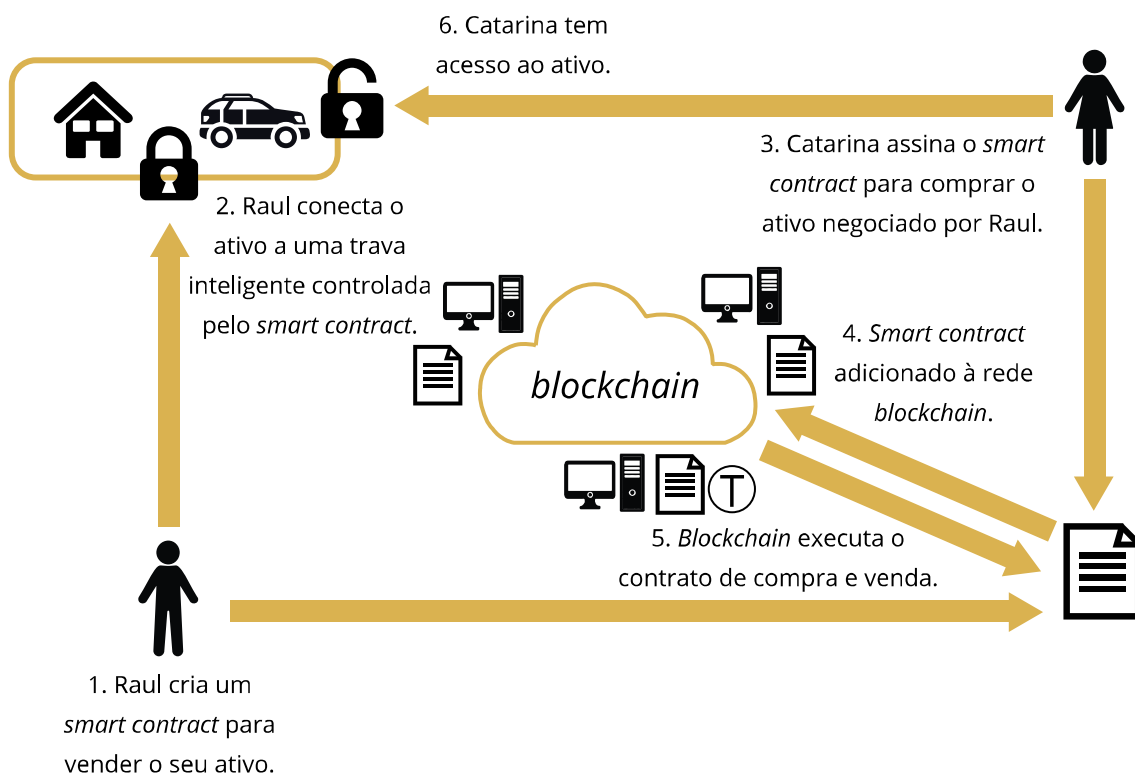 6. Catarina tem
acesso ao ativo.
3. Catarina assina o smart
contract para comprar o
ativo negociado por Raul.
2. Raul conecta o
ativo a uma trava
inteligente controlada
pelo smart contract.
4. Smart contract
adicionado à rede
blockchain.
blockchain
T
5. Blockchain executa o
contrato de compra e venda.
1. Raul cria um
smart contract para
vender o seu ativo.